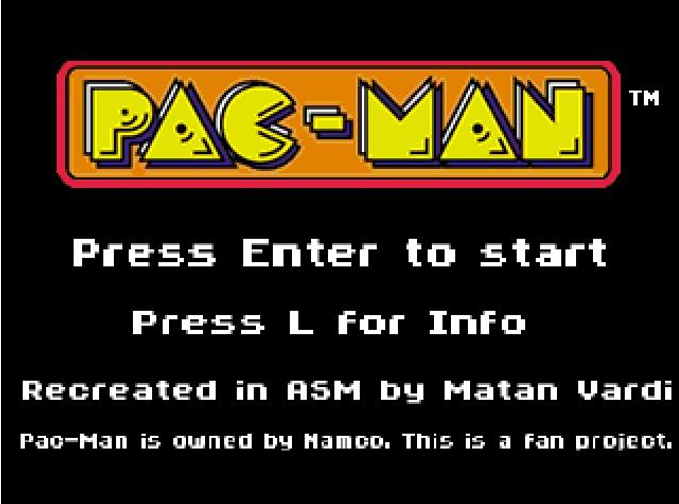 PAC-MAN ™
Press Enter to start
Press L for Info
Recreated in ASM by Matan Vardi
Pac-Man is owned by Namco. This is a fan project.